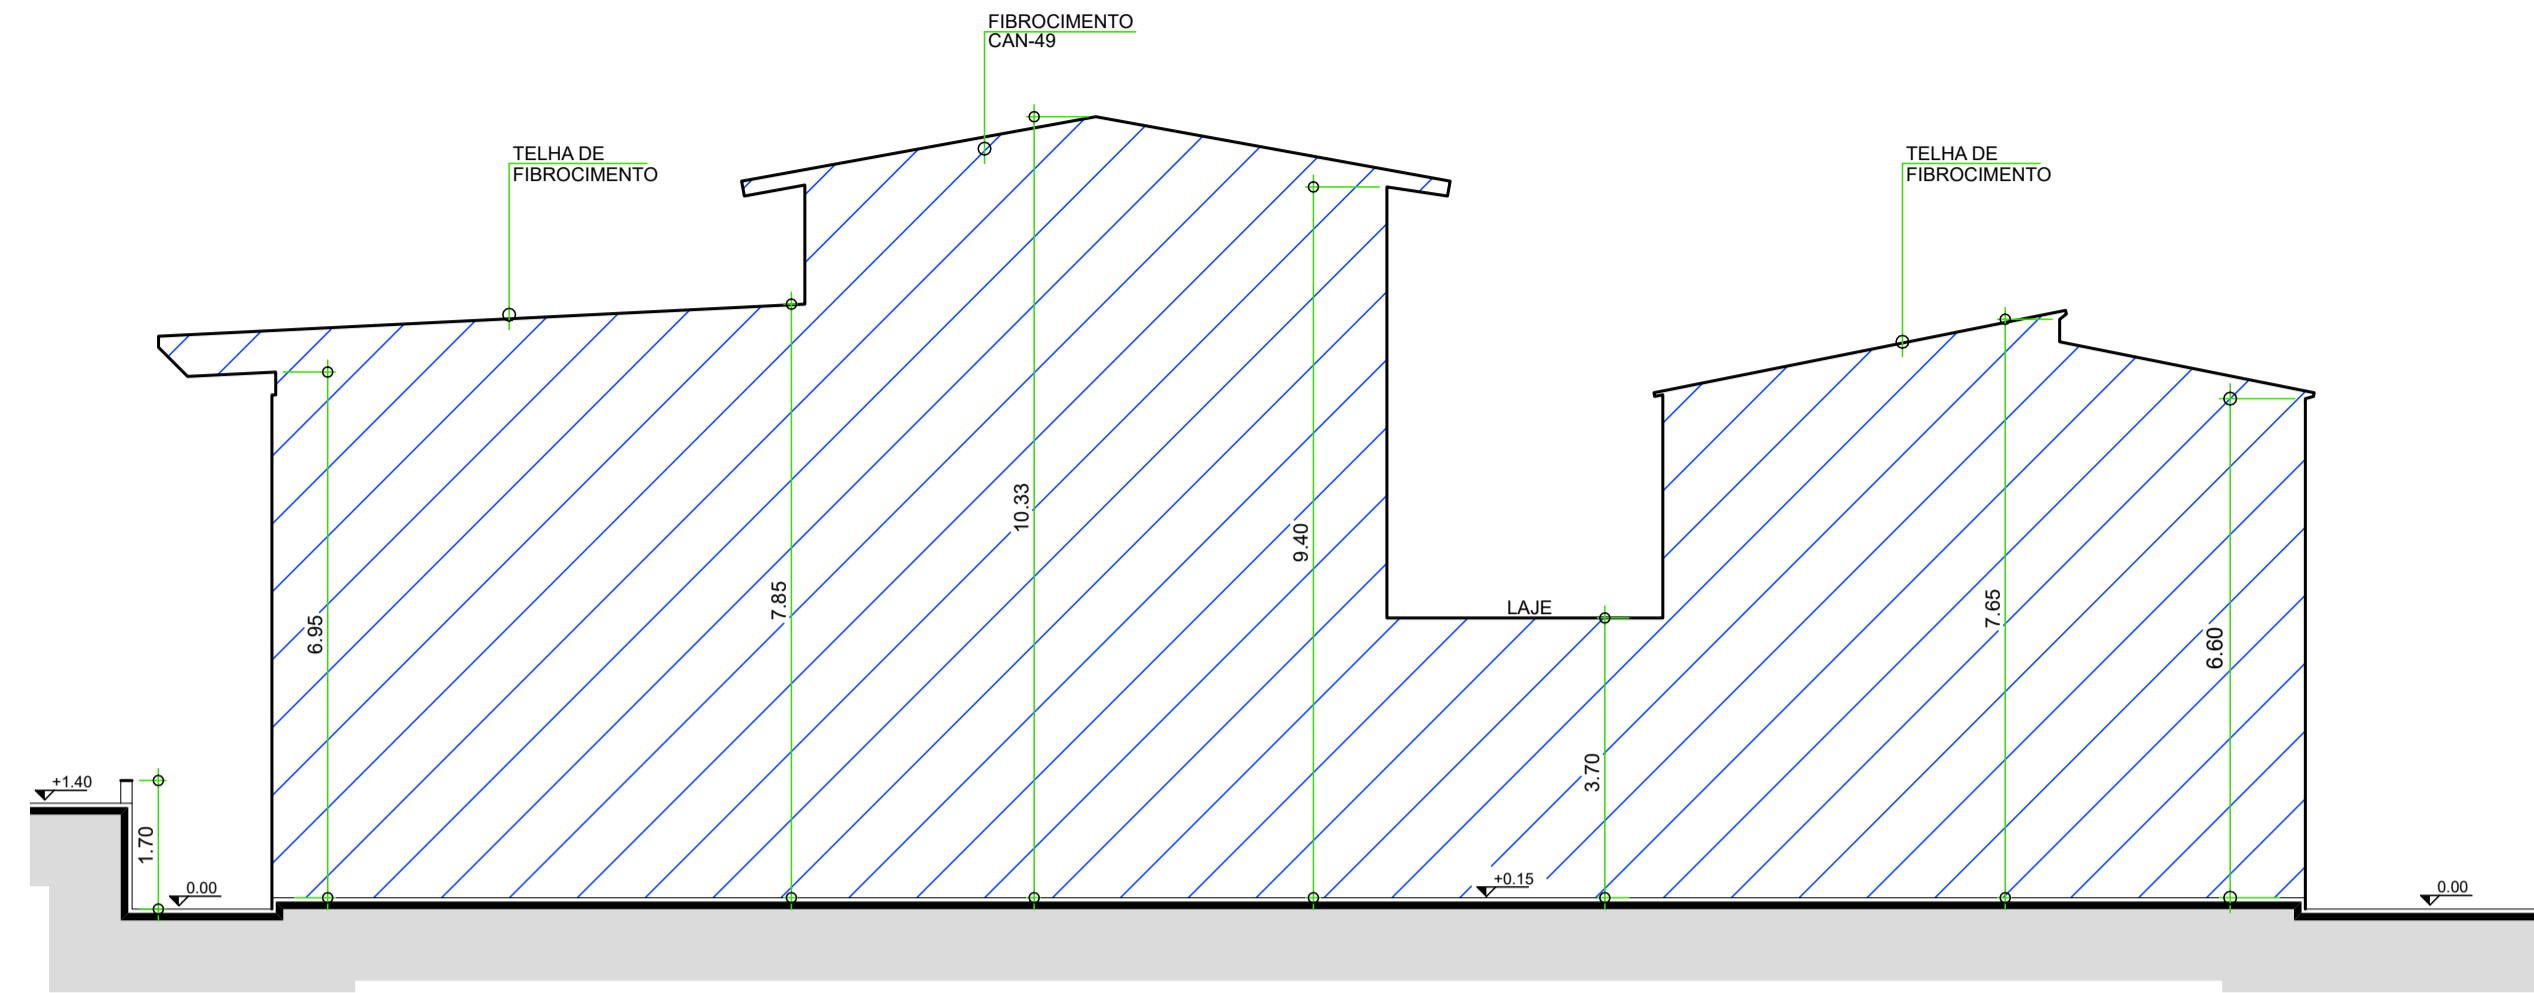 FIBROCIMENTO
CAN-49
TELHA DE
FIBROCIMENTO
TELHA DE
FIBROCIMENTO
10.33
9.40
7.85
LAJE
7.65
6.95
6.60
3.70
+1.40
1.70
0.00
+0.15
0.00